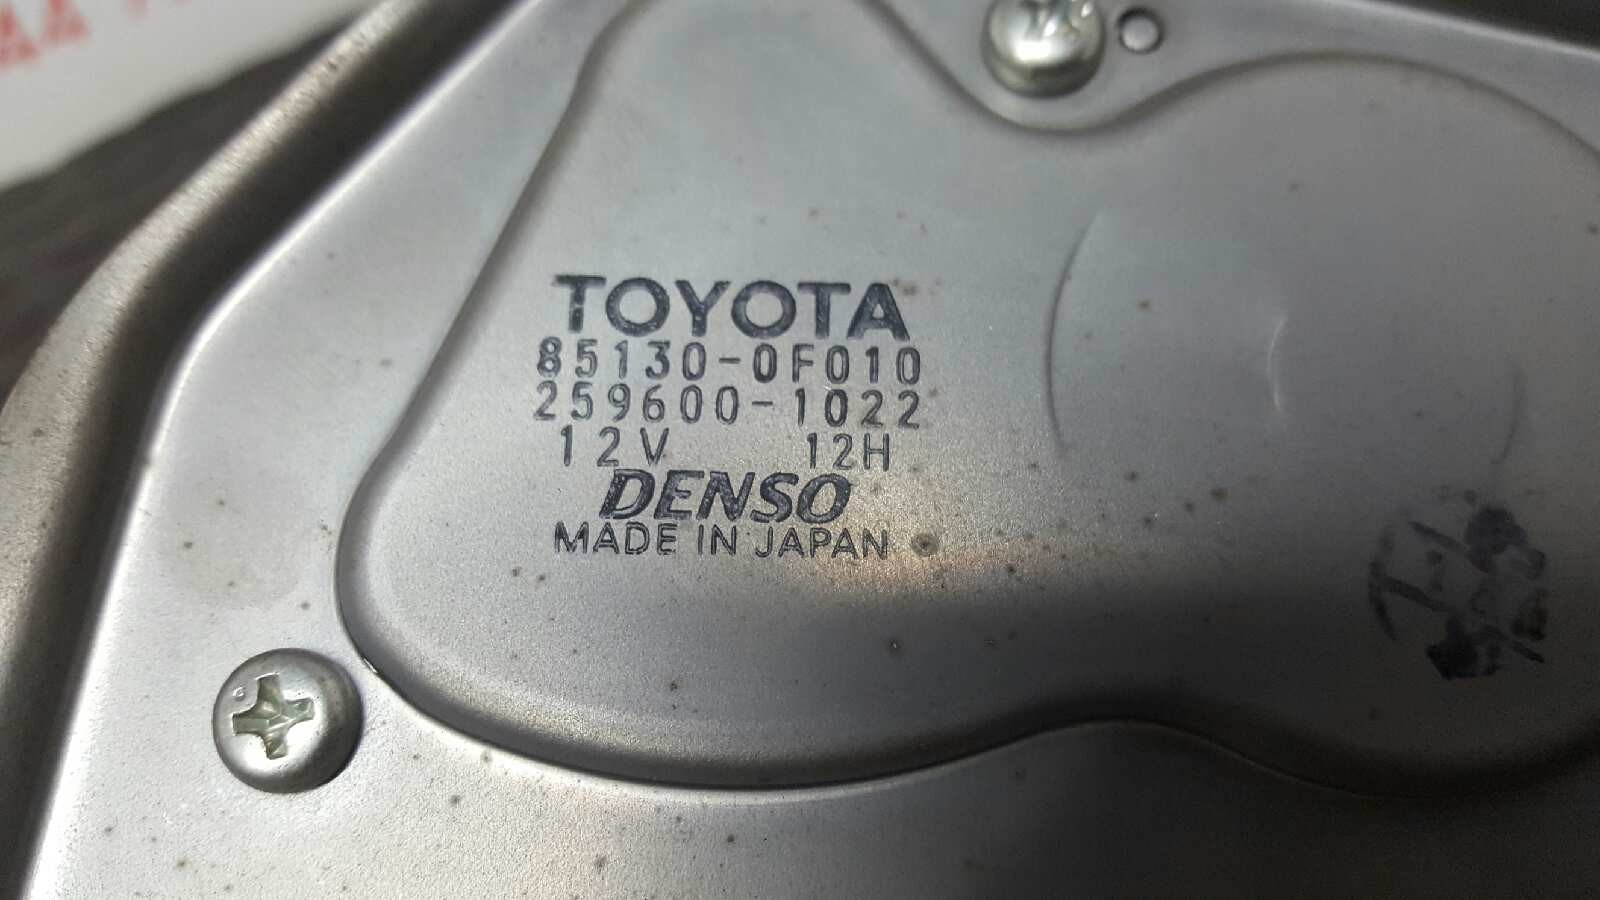 TOYOTA
85130-0F010
259600-1022
12V 12H
DENSO
MADE IN JAPAN